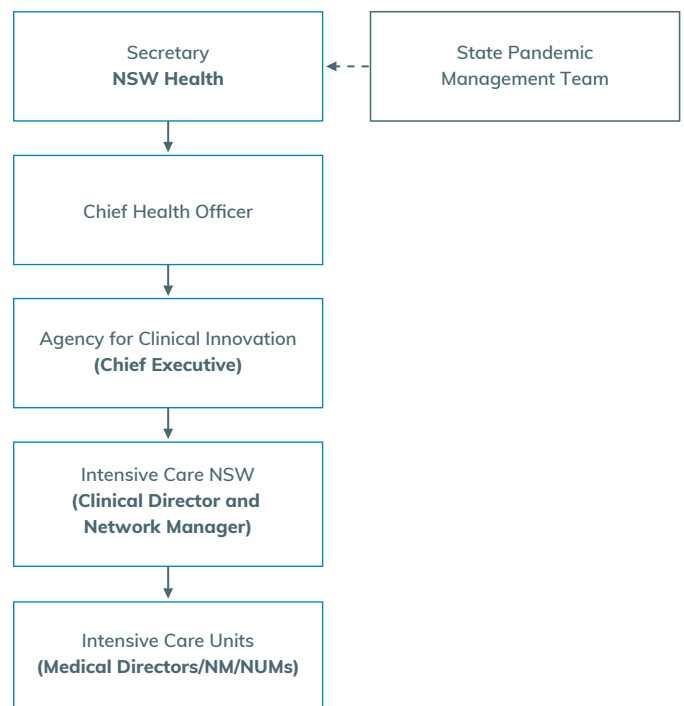 Secretary
NSW Health
State Pandemic
Management Team
Chief Health Officer
Agency for Clinical Innovation
(Chief Executive)
Intensive Care NSW
(Clinical Director and
Network Manager)
Intensive Care Units
(Medical Directors/NM/NUMs)